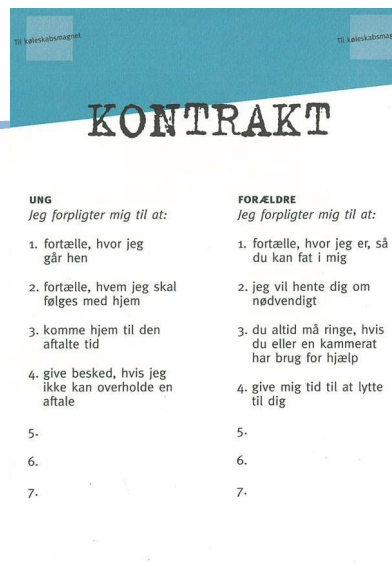 Til køleskabsmagnet
Til køleskabsmag
KONTRAKT
UNG
Jeg forpligter mig til at:
1. fortælle, hvor jeg
går hen
2. fortælle, hvem jeg skal
følges med hjem
3. komme hjem til den
aftalte tid
4. give besked, hvis jeg
ikke kan overholde en
aftale
5.
6.
7.
FORÆLDRE
Jeg forpligter mig til at:
1. fortælle, hvor jeg er, så
du kan fat i mig
2. jeg vil hente dig om
nødvendigt
3. du altid må ringe, hvis
du eller en kammerat
har brug for hjælp
4. give mig tid til at lytte
til dig
5.
6.
7.